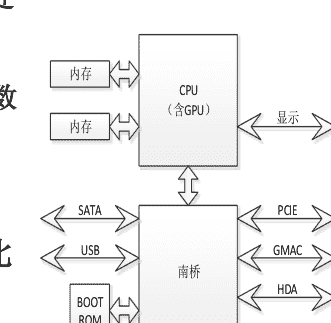 数
内存
CPU
(含GPU)
内存
显示
SATA
PCIE
USB
GMAC
南桥
HDA
BOOT
ROM